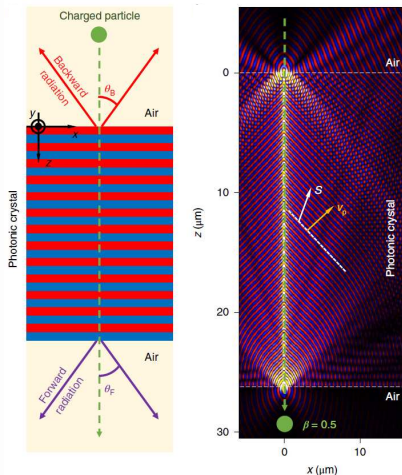 Charged particle
Backward
radiation
θB
Air
y
x
z
Photonic crystal
Air
Forward
radiation
θF
Air
0
10
20
30
z (μm)
S
v0
Photonic crystal
Air
β = 0.5
0
10
x (μm)